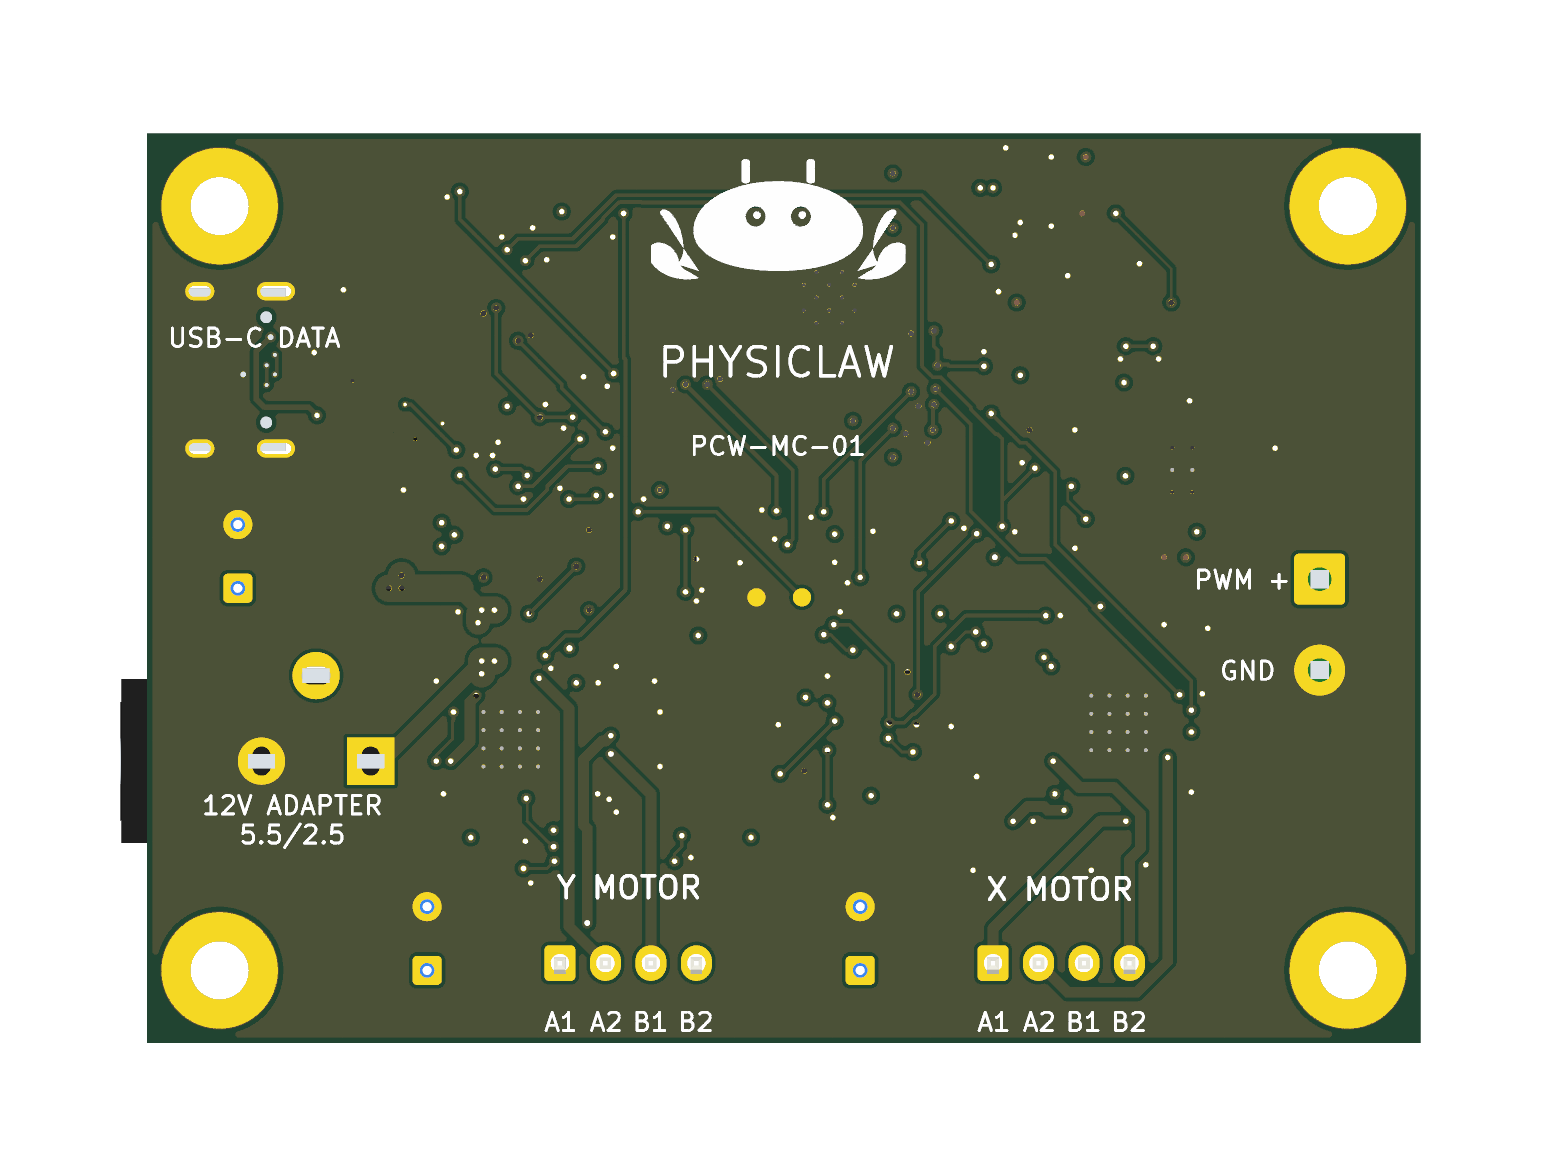 USB-C DATA
PHYSICLAW
PCW-MC-01
PWM +
GND
12V ADAPTER
5.5/2.5
Y MOTOR
X MOTOR
A1 A2 B1 B2
A1 A2 B1 B2